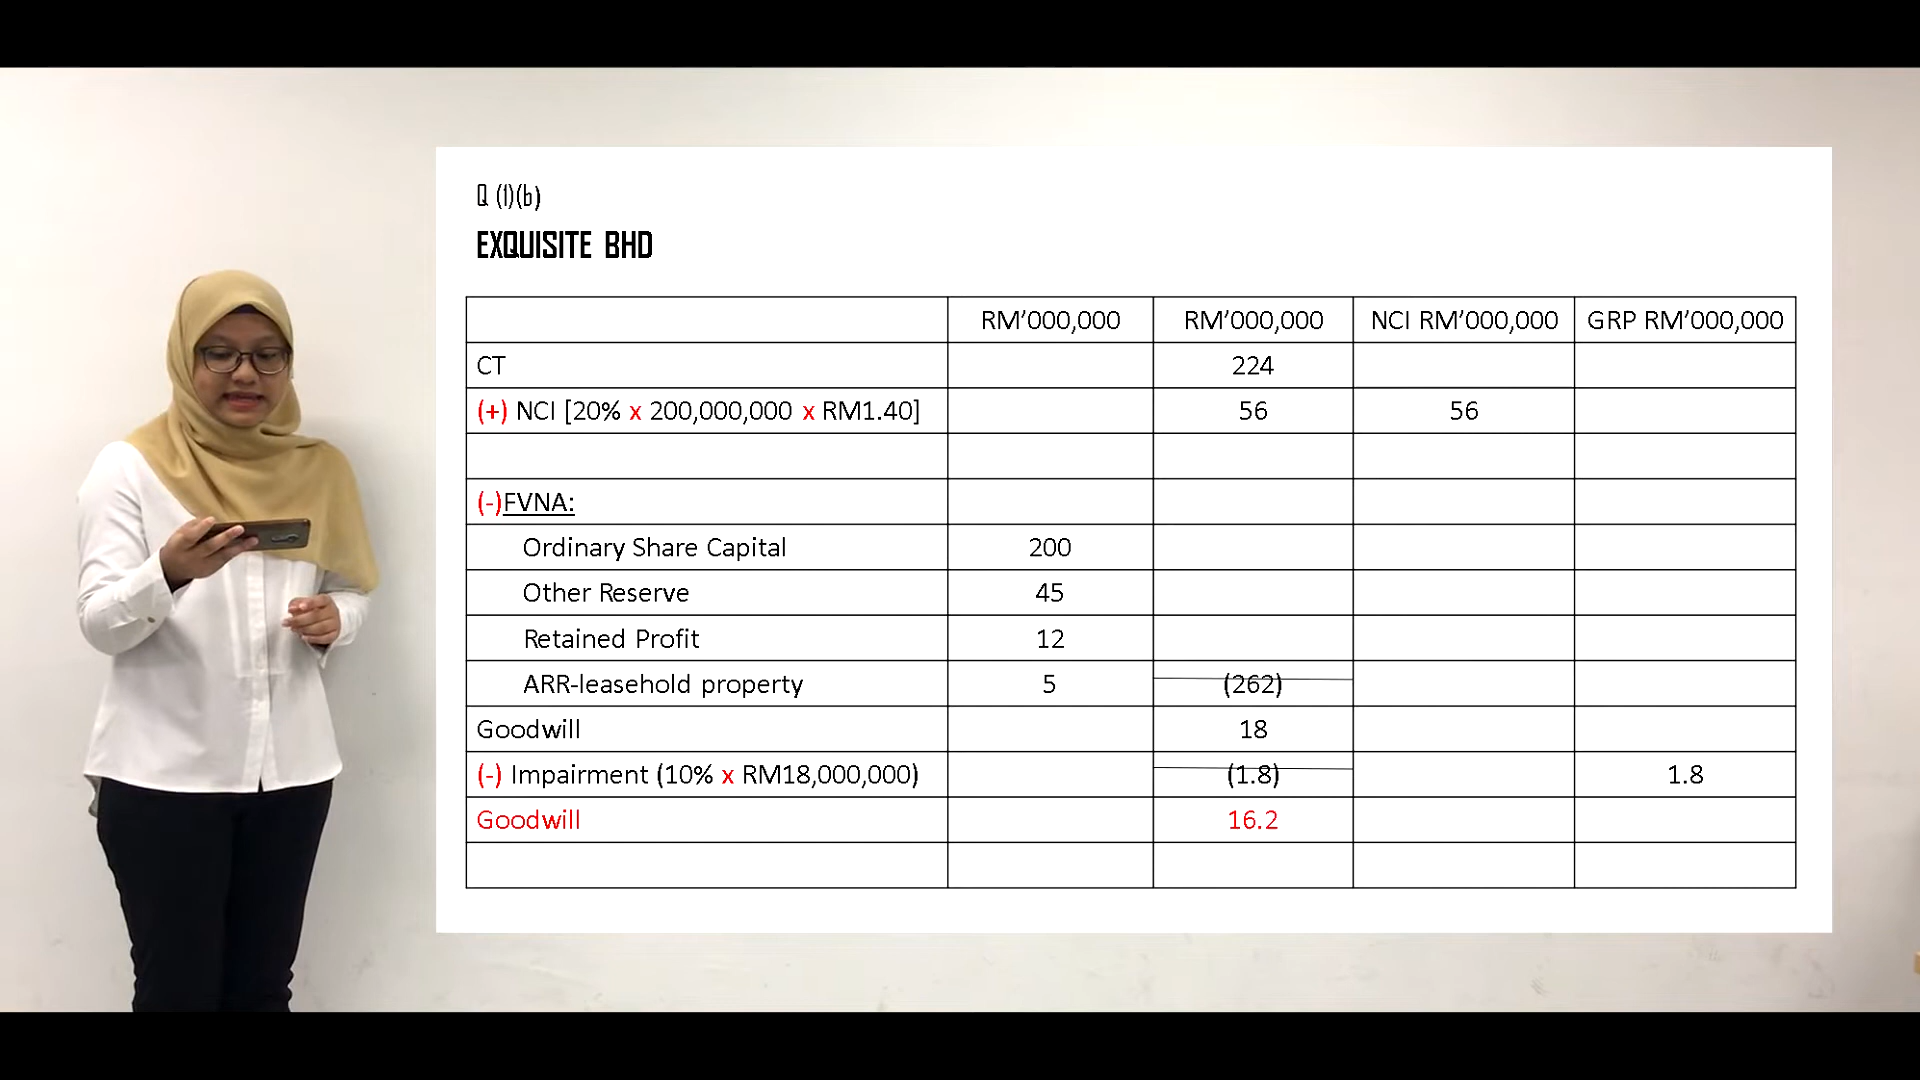 Q (1)(b)
EXQUISITE BHD
RM’000,000 RM’000,000 NCI RM’000,000 GRP RM’000,000
CT 224
(+) NCI [20% x 200,000,000 x RM1.40] 56 56
(-)FVNA:
Ordinary Share Capital 200
Other Reserve 45
Retained Profit 12
ARR-leasehold property 5 (262)
Goodwill 18
(-) Impairment (10% x RM18,000,000) (1.8) 1.8
Goodwill 16.2